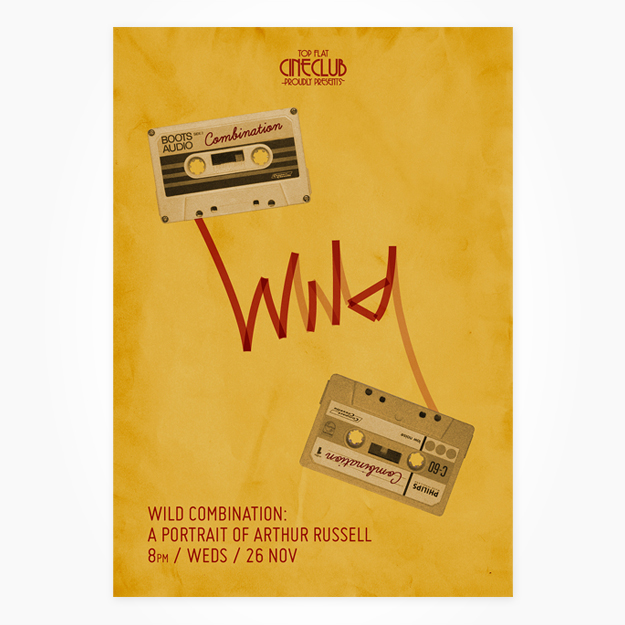 TOP FLAT
CINECLUB
-PROUDLY PRESENTS-
BOOTS
AUDIO
Combination
Wild
Combination
1
C-60
PHILIPS
WILD COMBINATION:
A PORTRAIT OF ARTHUR RUSSELL
8PM / WEDS / 26 NOV